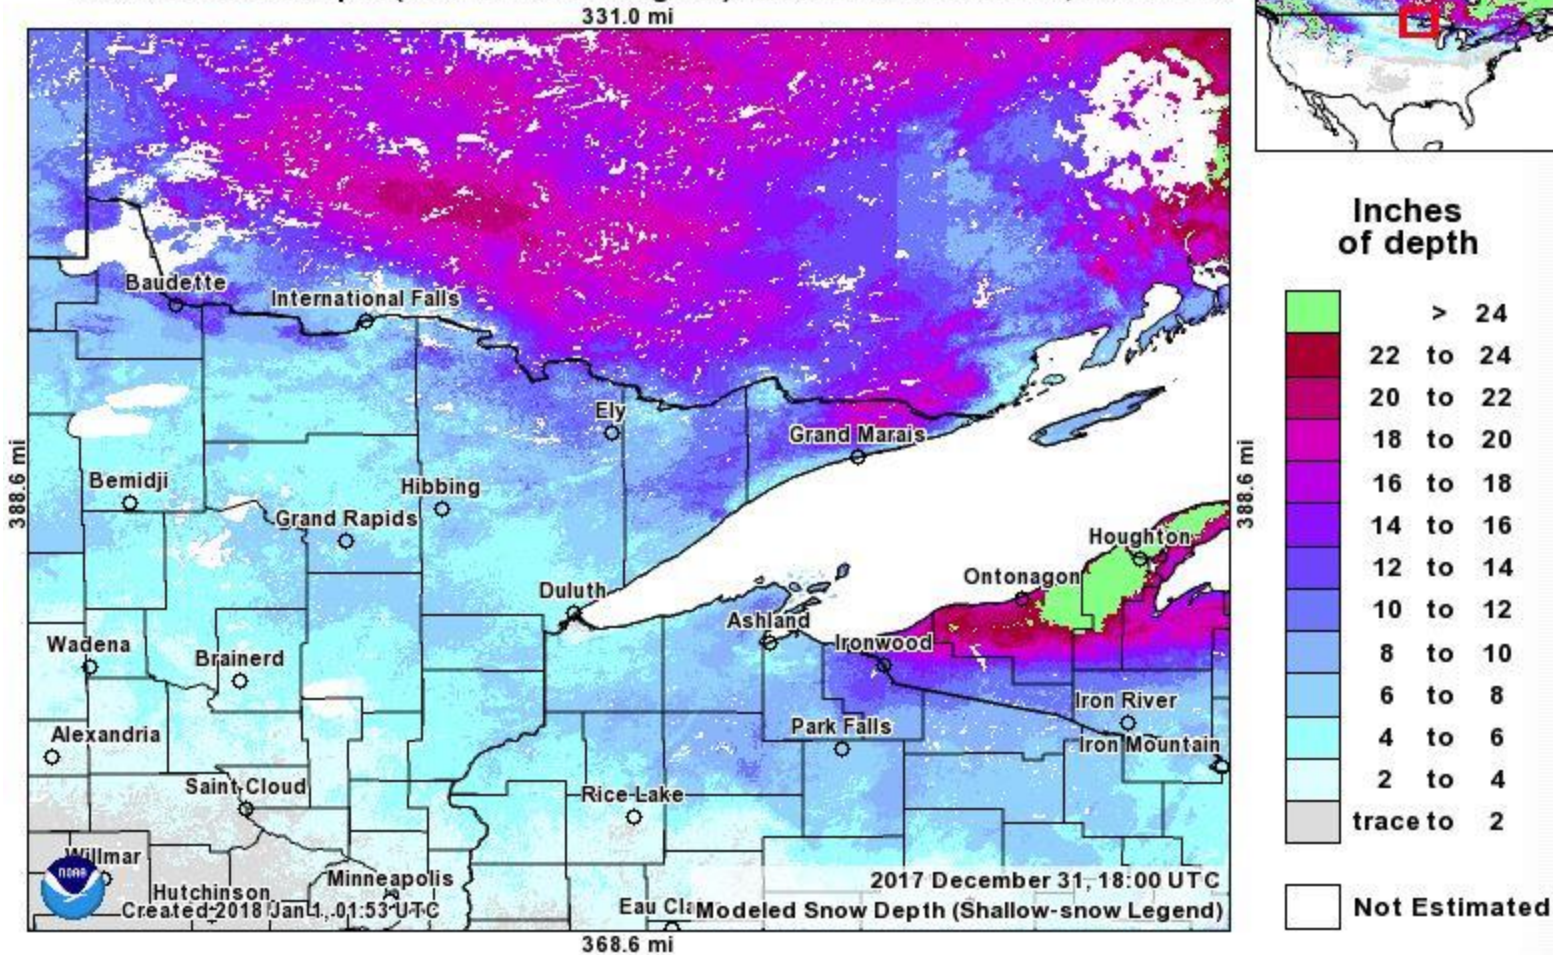 331.0 mi
388.6 mi
Baudette
International Falls
Ely
Grand Marais
Bemidji
Hibbing
Grand Rapids
Houghton
Ontonagon
Duluth
Ashland
Ironwood
Wadena
Brainerd
Iron River
Park Falls
Alexandria
Iron Mountain
Saint Cloud
Rice Lake
Willmar
NOAA
Hutchinson
Minneapolis
2017 December 31, 18:00 UTC
Created 2018 Jan 1, 01:53 UTC
Eau Cla
Modeled Snow Depth (Shallow-snow Legend)
368.6 mi
388.6 mi
Inches
of depth
> 24
22 to 24
20 to 22
18 to 20
16 to 18
14 to 16
12 to 14
10 to 12
8 to 10
6 to 8
4 to 6
2 to 4
trace to 2
Not Estimated